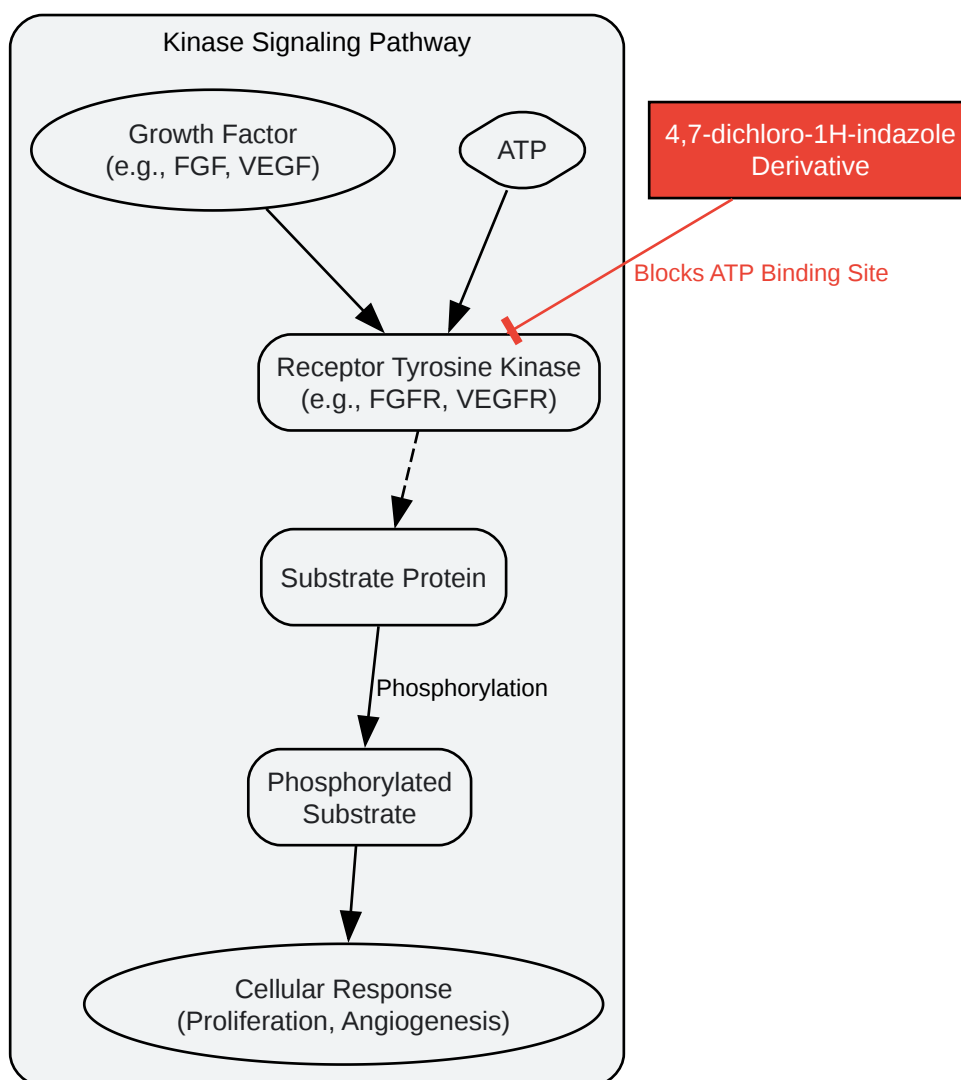 Kinase Signaling Pathway
Growth Factor
(e.g., FGF, VEGF)
ATP
4,7-dichloro-1H-indazole
Derivative
Blocks ATP Binding Site
Receptor Tyrosine Kinase
(e.g., FGFR, VEGFR)
Substrate Protein
Phosphorylation
Phosphorylated
Substrate
Cellular Response
(Proliferation, Angiogenesis)